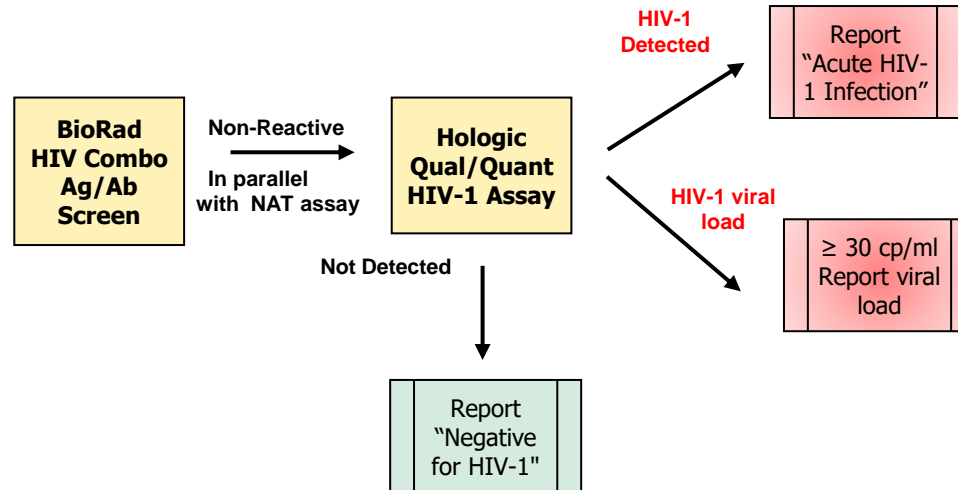 BioRad
HIV Combo
Ag/Ab
Screen
Non-Reactive
In parallel
with NAT assay
Hologic
Qual/Quant
HIV-1 Assay
HIV-1
Detected
Report
“Acute HIV-
1 Infection”
HIV-1 viral
load
≥ 30 cp/ml
Report viral
load
Not Detected
Report
“Negative
for HIV-1"